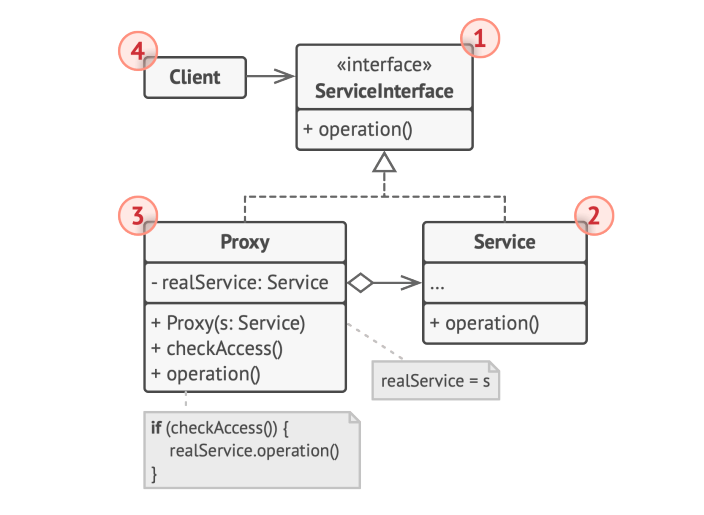 4
Client
1
«interface»
ServiceInterface
+ operation()
3
Proxy
- realService: Service
+ Proxy(s: Service)
+ checkAccess()
+ operation()
2
Service
...
+ operation()
realService = s
if (checkAccess()) {
realService.operation()
}